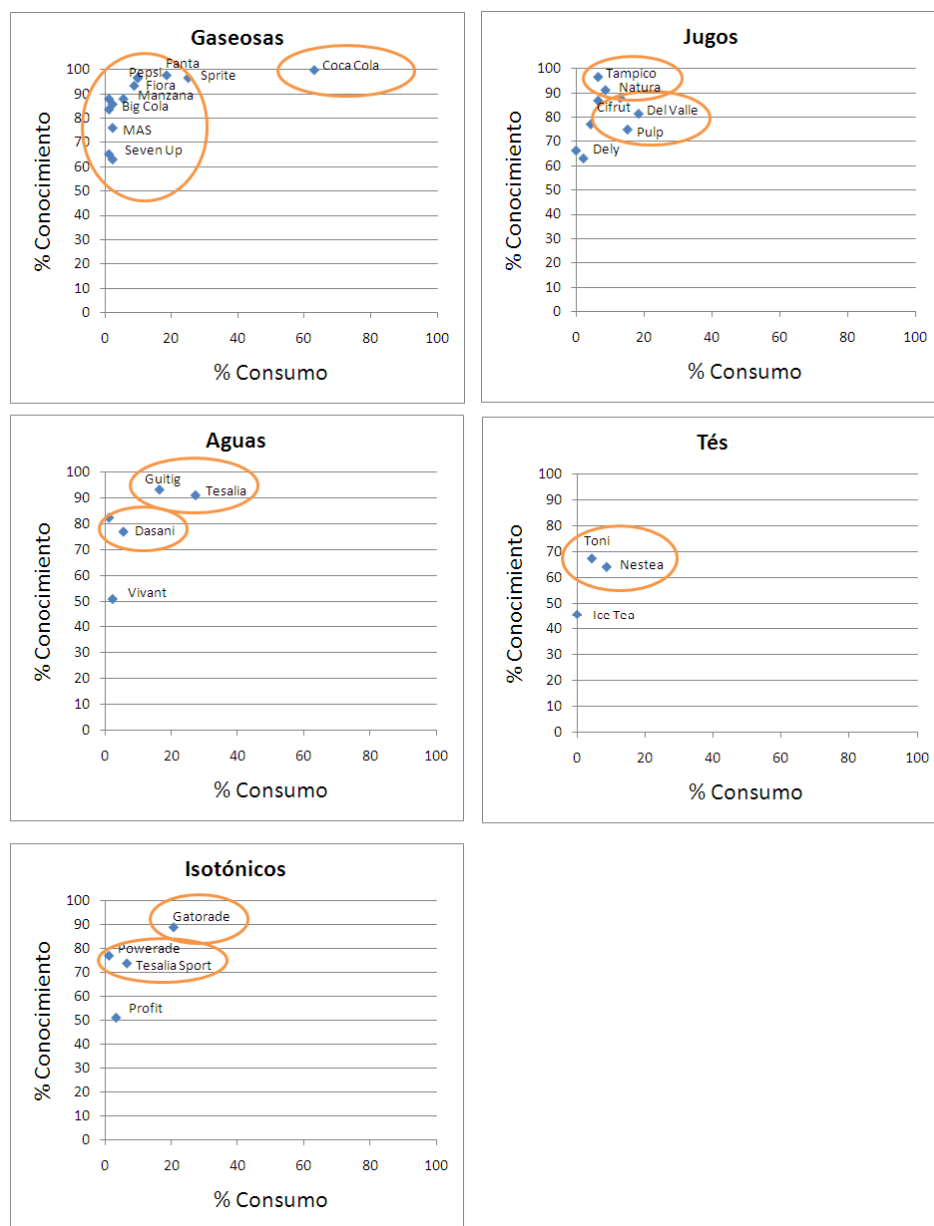 Gaseosas
% Conocimiento
100
90
80
70
60
50
40
30
20
10
0
Pepsi
Fanta
Sprite
Coca Cola
Fiora
Manzana
Big Cola
MAS
Seven Up
0 20 40 60 80 100
% Consumo
Jugos
% Conocimiento
100
90
80
70
60
50
40
30
20
10
0
Tampico
Natura
Cifrut
Del Valle
Pulp
Dely
0 20 40 60 80 100
% Consumo
Aguas
% Conocimiento
100
90
80
70
60
50
40
30
20
10
0
Guitig
Tesalia
Dasani
Vivant
0 20 40 60 80 100
% Consumo
Tés
% Conocimiento
100
90
80
70
60
50
40
30
20
10
0
Toni
Nestea
Ice Tea
0 20 40 60 80 100
% Consumo
Isotónicos
% Conocimiento
100
90
80
70
60
50
40
30
20
10
0
Gatorade
Powerade
Tesalia Sport
Profit
0 20 40 60 80 100
% Consumo